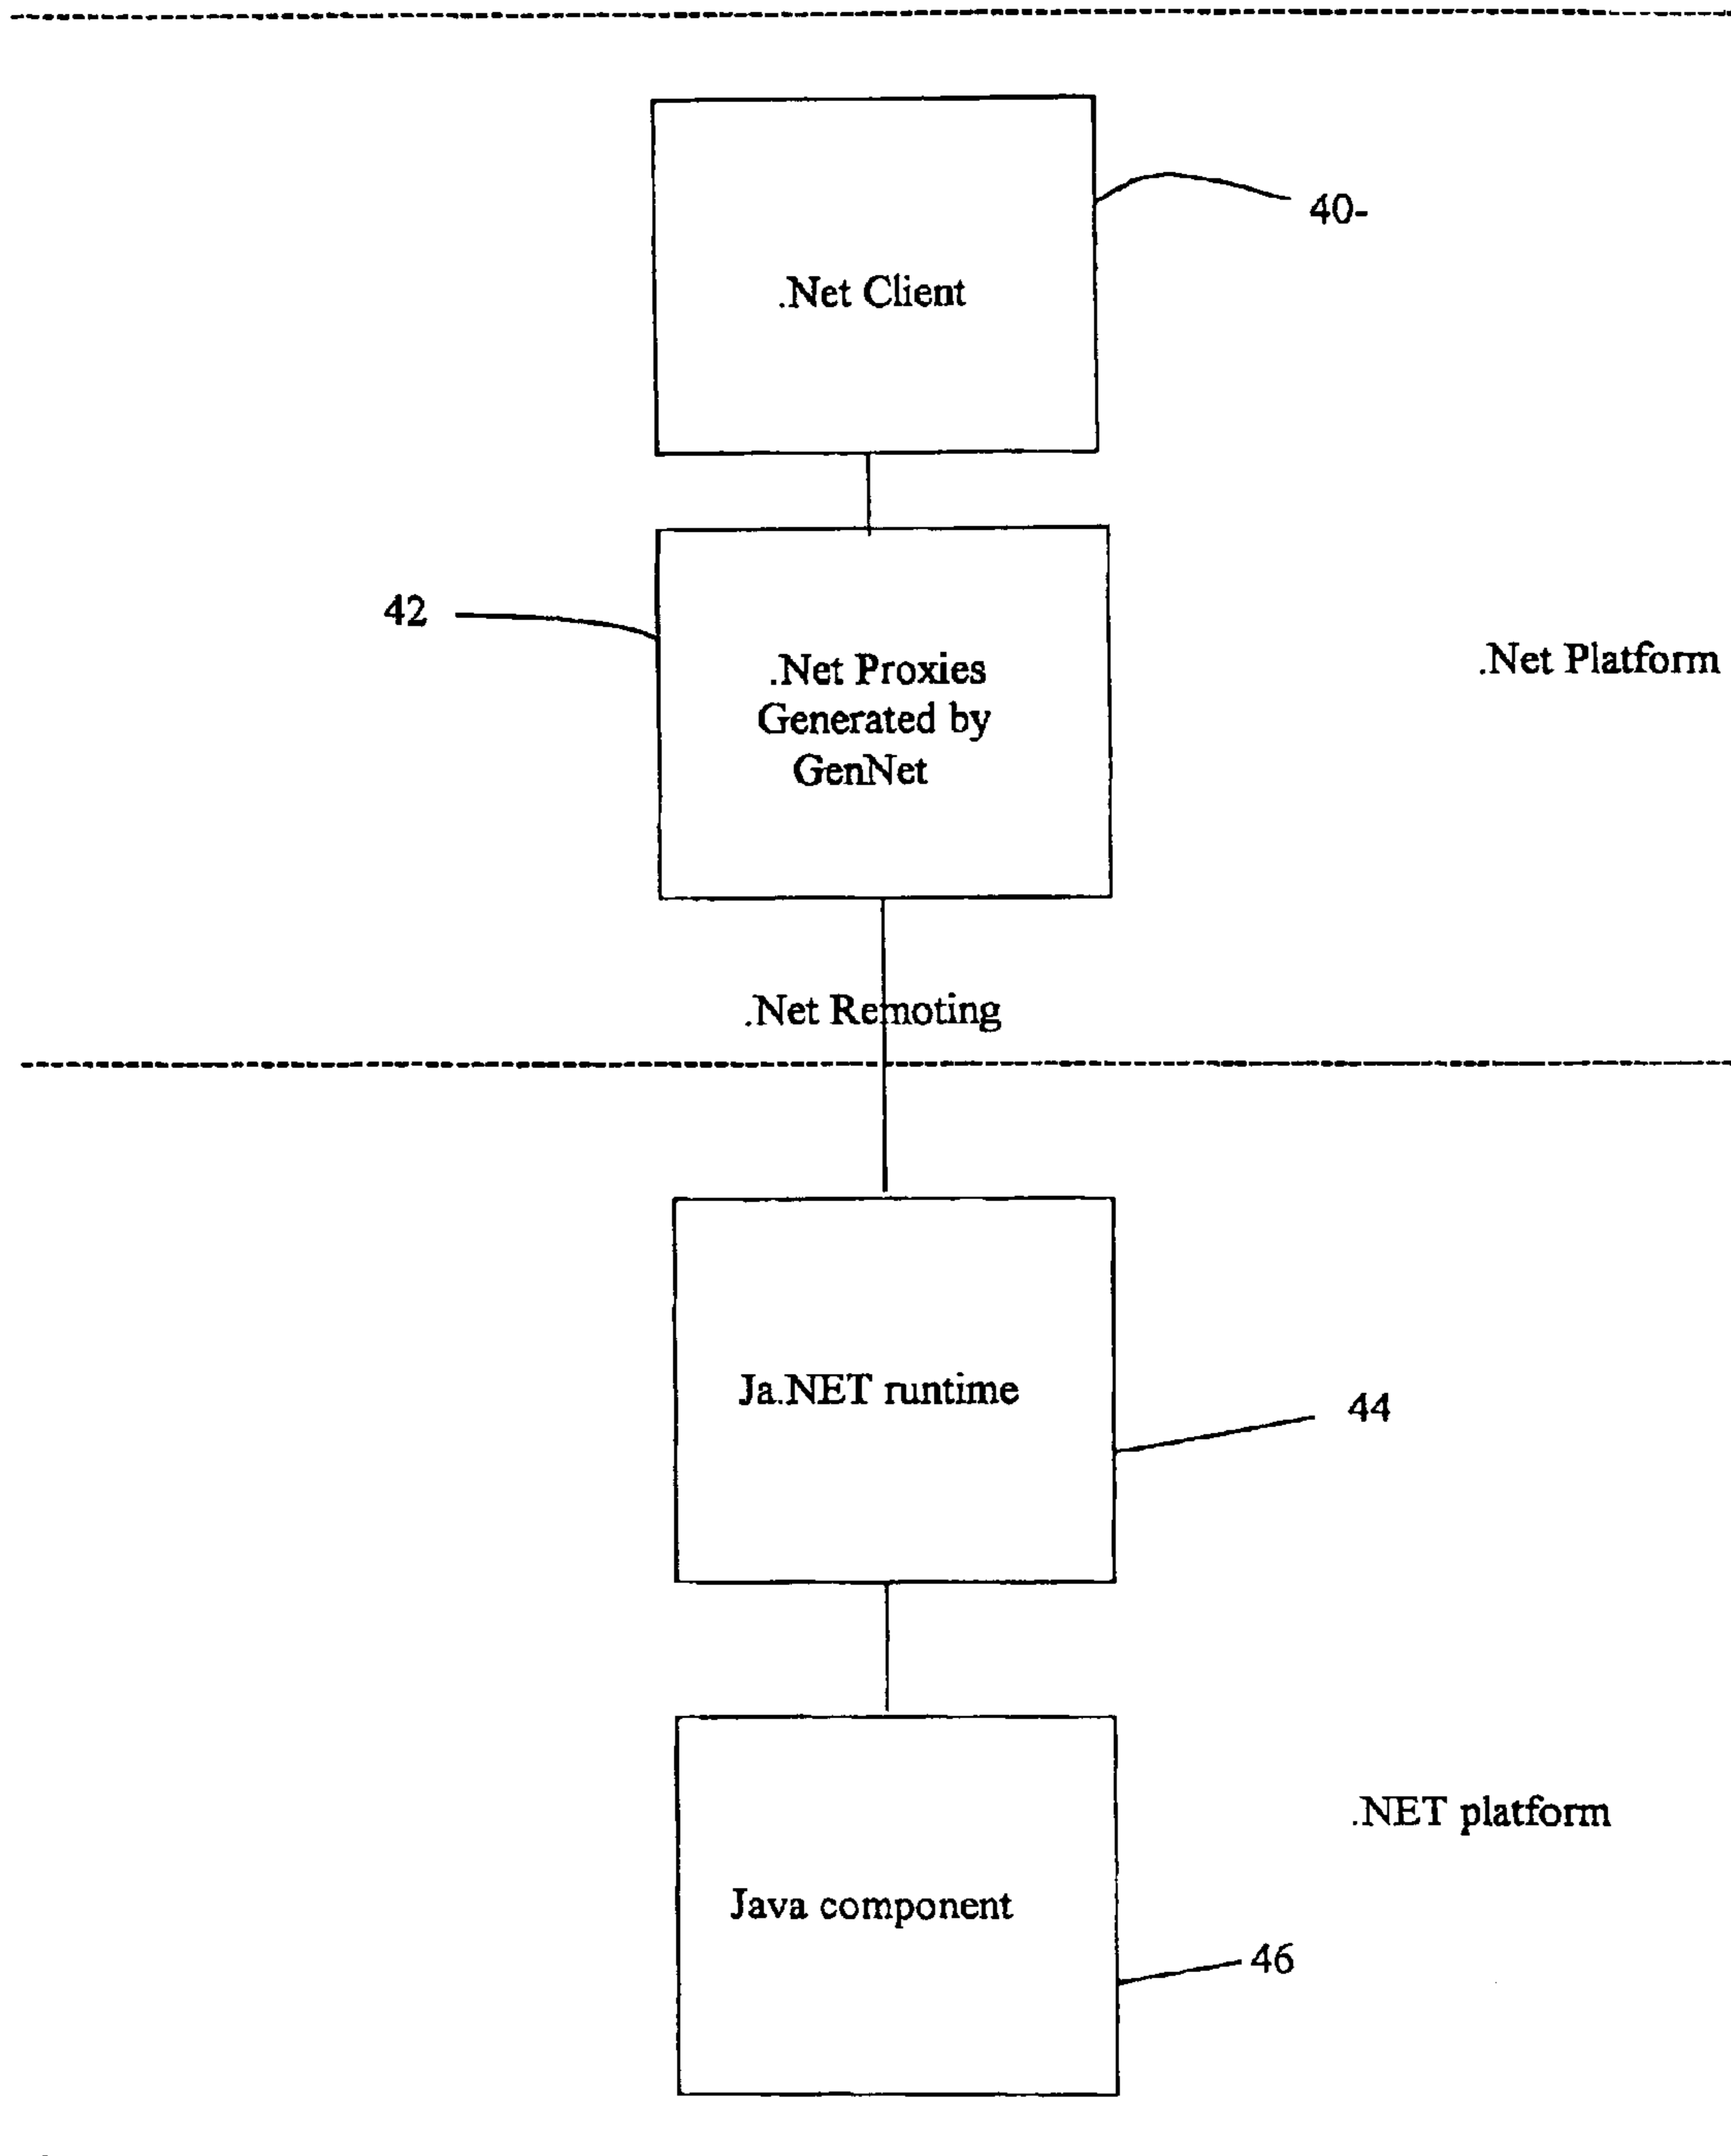 40-
.Net Client
42
.Net Proxies
Generated by
GenNet
.Net Platform
.Net Remoting
Ja.NET runtime
44
.NET platform
Java component
46